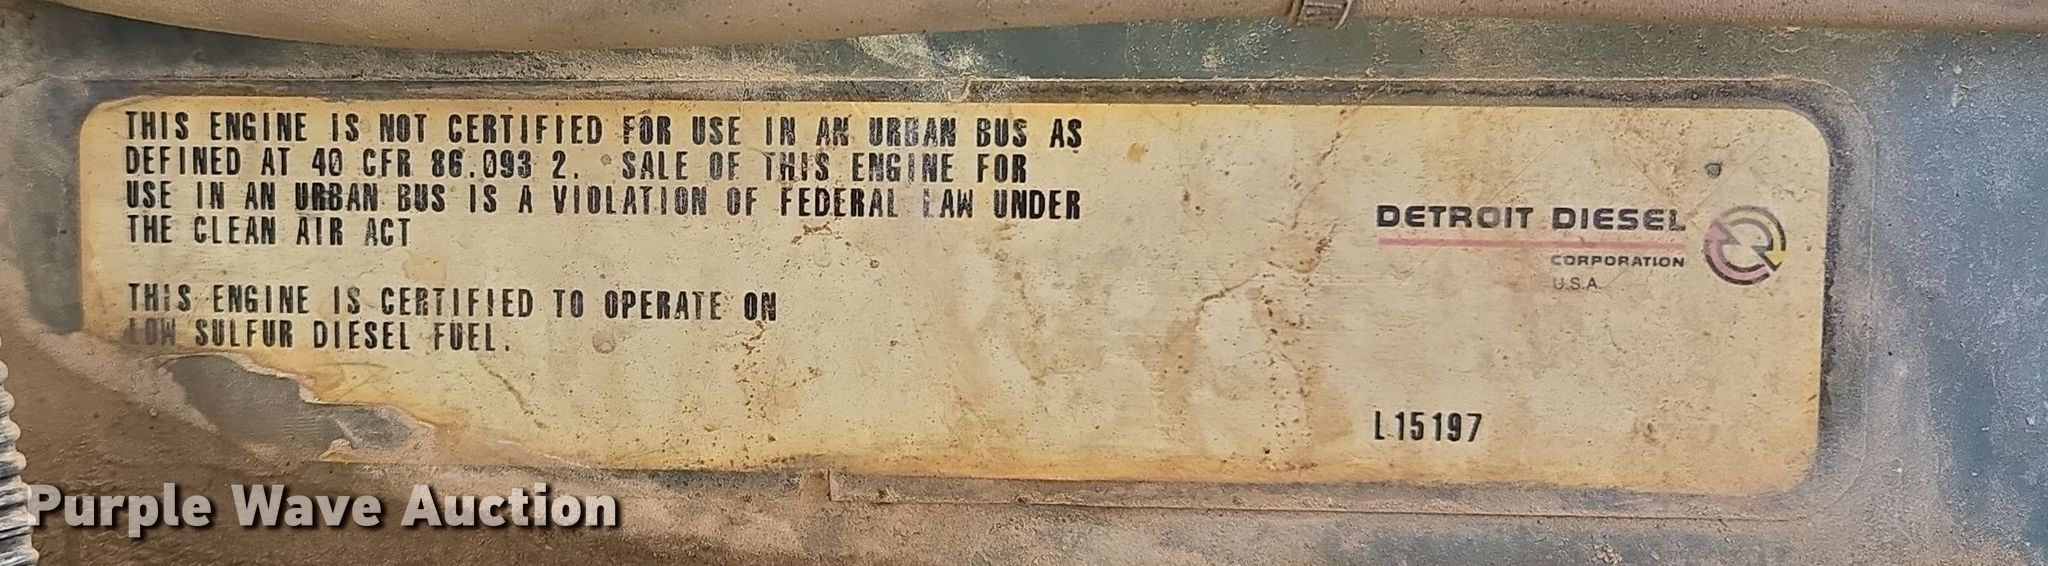 THIS ENGINE IS NOT CERTIFIED FOR USE IN AN URBAN BUS AS
DEFINED AT 40 CFR 86.093 2. SALE OF THIS ENGINE FOR
USE IN AN URBAN BUS IS A VIOLATION OF FEDERAL LAW UNDER
THE CLEAN AIR ACT
THIS ENGINE IS CERTIFIED TO OPERATE ON
LOW SULFUR DIESEL FUEL.
DETROIT DIESEL
CORPORATION
U.S.A.
L15197
Purple Wave Auction